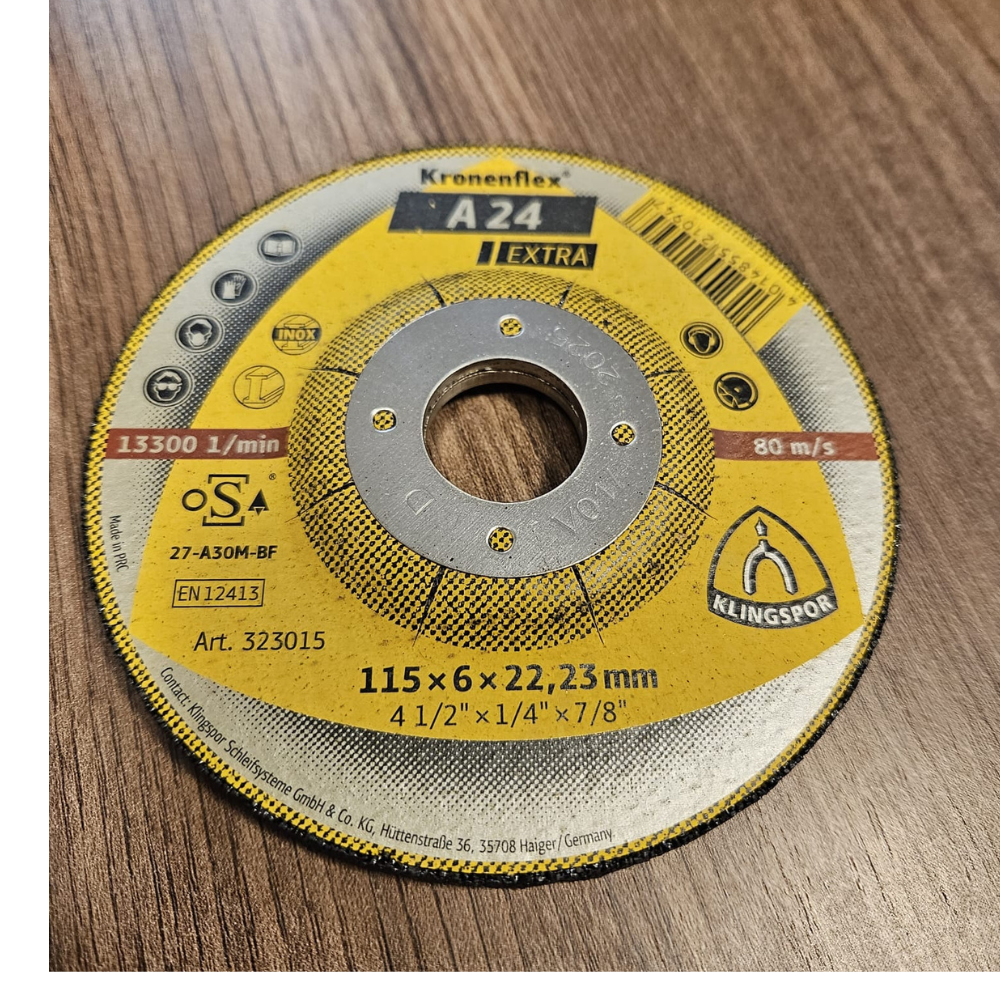 Kronenflex®
A 24
EXTRA
INOX
13300 1/min
80 m/s
oSa®
27-A30M-BF
EN 12413
Art. 323015
Made in PRC
KLINGSPOR
115 × 6 × 22,23 mm
4 1/2" × 1/4" × 7/8"
Contact: Klingspor Schleifsysteme GmbH & Co. KG, Hüttenstraße 36, 35708 Haiger/Germany
D